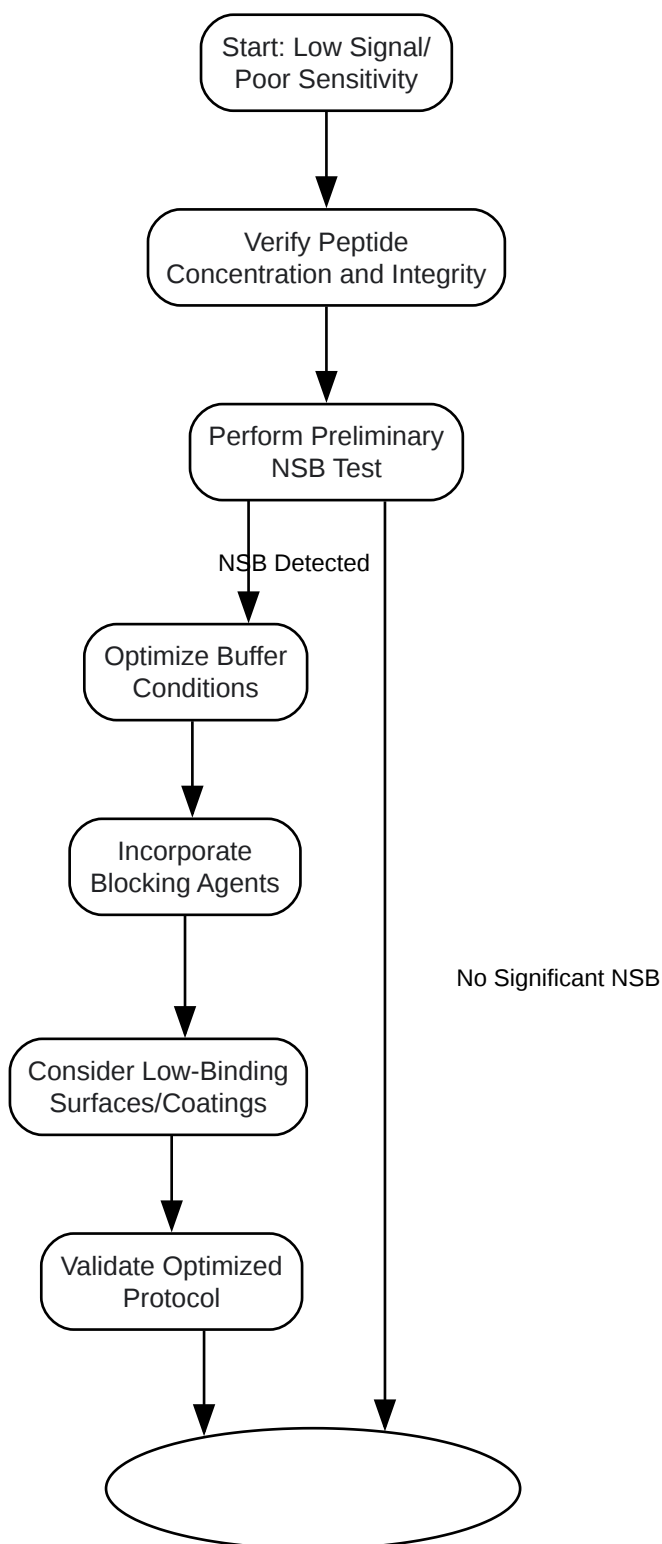 Start: Low Signal/
Poor Sensitivity
Verify Peptide
Concentration and Integrity
Perform Preliminary
NSB Test
NSB Detected
Optimize Buffer
Conditions
Incorporate
Blocking Agents
No Significant NSB
Consider Low-Binding
Surfaces/Coatings
Validate Optimized
Protocol